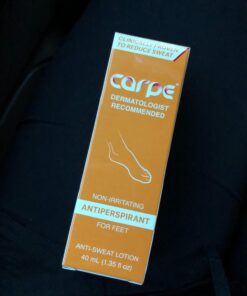 CLINICALLY PROVEN
TO REDUCE SWEAT
carpe
DERMATOLOGIST
RECOMMENDED
NON-IRRITATING
ANTIPERSPIRANT
FOR FEET
ANTI-SWEAT LOTION
40 mL (1.35 fl oz)